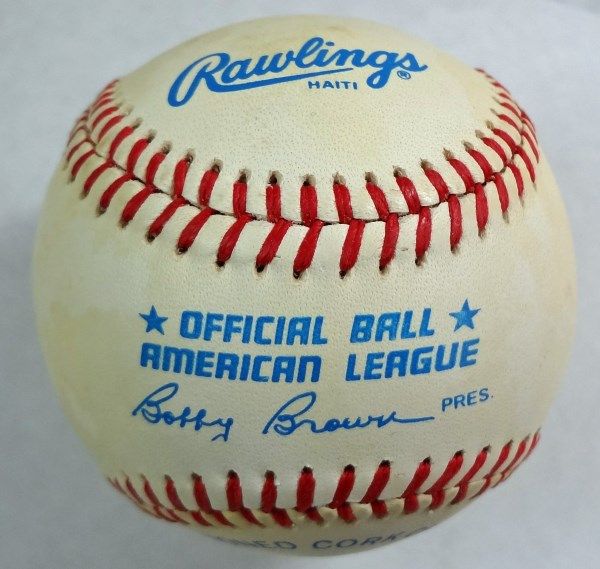 Rawlings®
HAITI
★ OFFICIAL BALL ★
AMERICAN LEAGUE
Bobby Brown PRES.